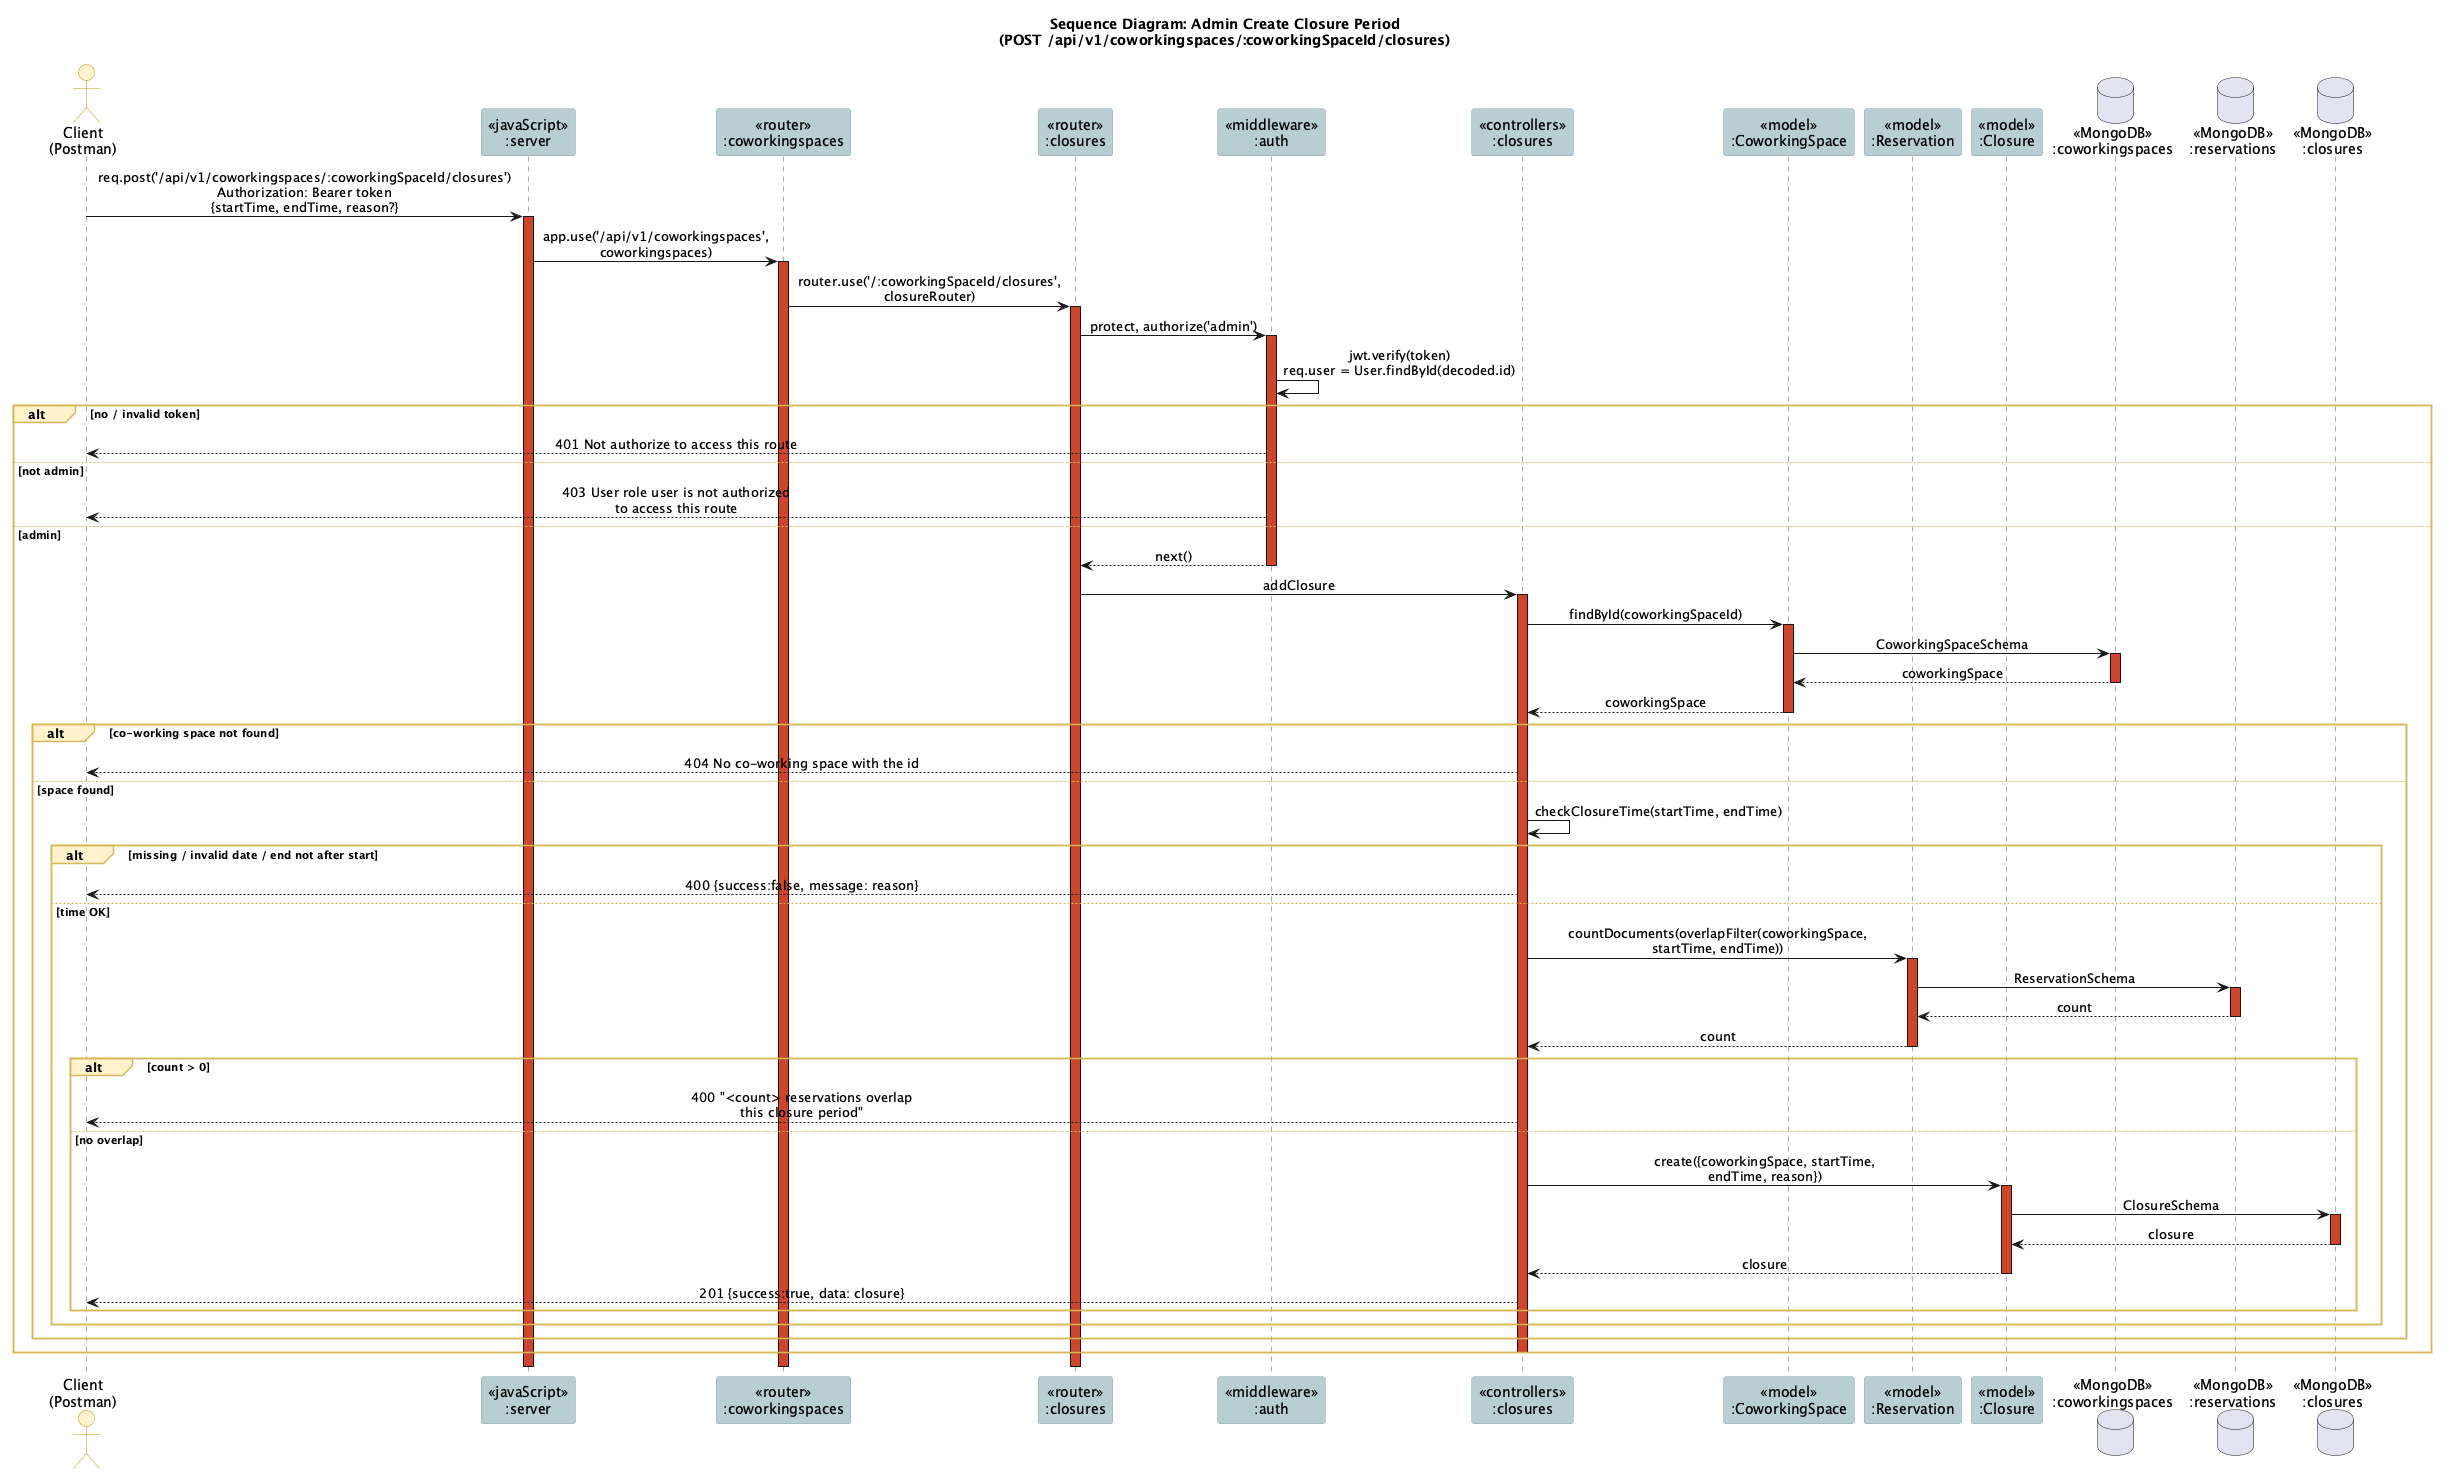 Sequence Diagram: Admin Create Closure Period
(POST /api/v1/coworkingspaces/:coworkingSpaceId/closures)
Client
(Postman)
«javaScript»
:server
«router»
:coworkingspaces
«router»
:closures
«middleware»
:auth
«controllers»
:closures
«model»
:CoworkingSpace
«model»
:Reservation
«model»
:Closure
«MongoDB»
:coworkingspaces
«MongoDB»
:reservations
«MongoDB»
:closures
req.post('/api/v1/coworkingspaces/:coworkingSpaceId/closures')
Authorization: Bearer token
{startTime, endTime, reason?}
app.use('/api/v1/coworkingspaces',
coworkingspaces)
router.use('/:coworkingSpaceId/closures',
closureRouter)
protect, authorize('admin')
jwt.verify(token)
req.user = User.findById(decoded.id)
alt [no / invalid token]
401 Not authorize to access this route
[not admin]
403 User role user is not authorized
to access this route
[admin]
next()
addClosure
findById(coworkingSpaceId)
CoworkingSpaceSchema
coworkingSpace
coworkingSpace
alt [co-working space not found]
404 No co-working space with the id
[space found]
checkClosureTime(startTime, endTime)
alt [missing / invalid date / end not after start]
400 {success:false, message: reason}
[time OK]
countDocuments(overlapFilter(coworkingSpace,
startTime, endTime))
ReservationSchema
count
count
alt [count > 0]
400 "<count> reservations overlap
this closure period"
[no overlap]
create({coworkingSpace, startTime,
endTime, reason})
ClosureSchema
closure
closure
201 {success:true, data: closure}
Client
(Postman)
«javaScript»
:server
«router»
:coworkingspaces
«router»
:closures
«middleware»
:auth
«controllers»
:closures
«model»
:CoworkingSpace
«model»
:Reservation
«model»
:Closure
«MongoDB»
:coworkingspaces
«MongoDB»
:reservations
«MongoDB»
:closures